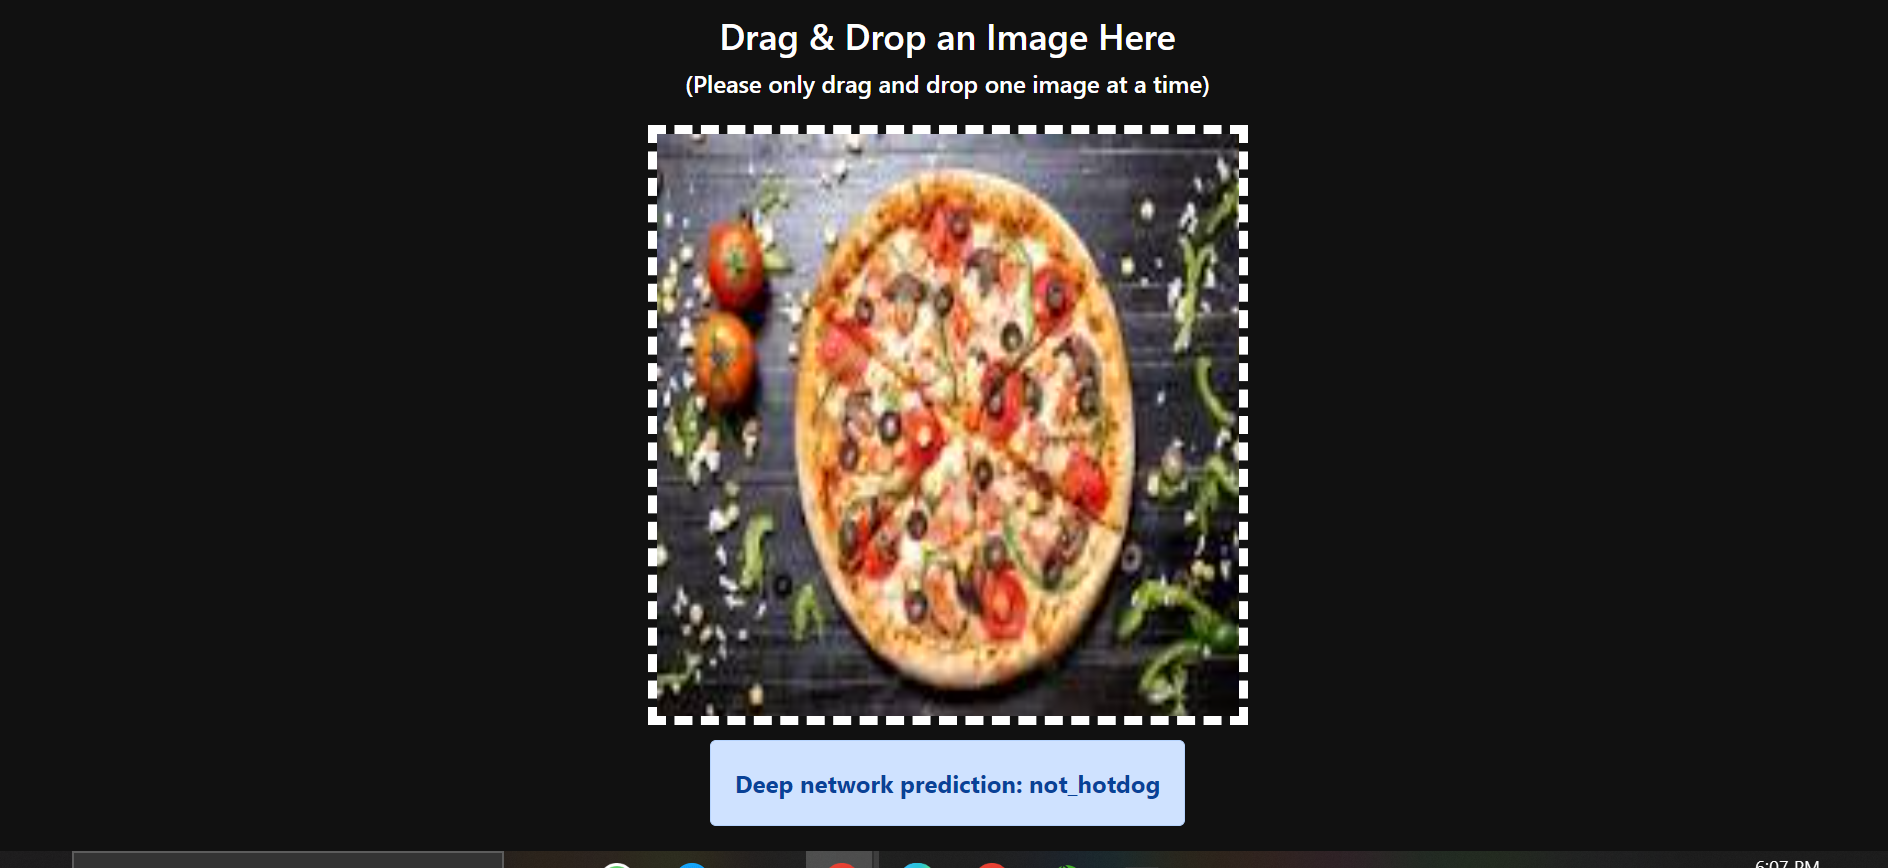 Drag & Drop an Image Here
(Please only drag and drop one image at a time)
Deep network prediction: not_hotdog
6:07 PM